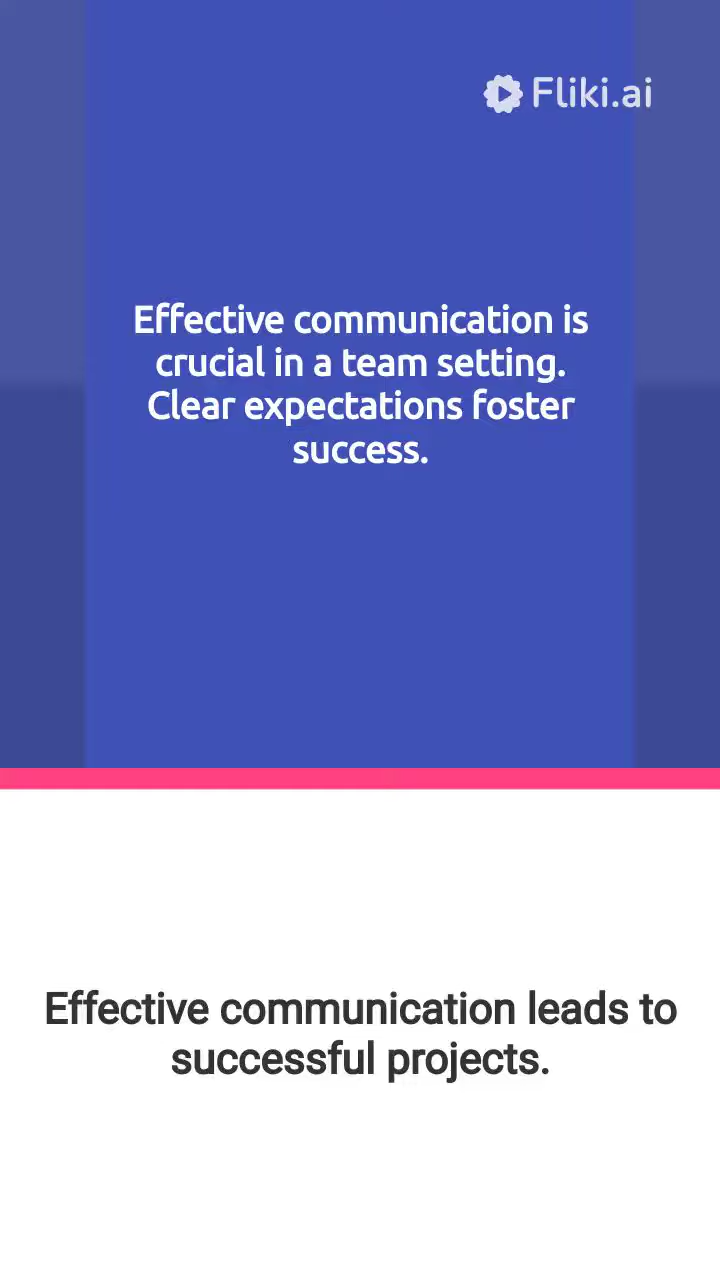 Fliki.ai
Effective communication is
crucial in a team setting.
Clear expectations foster
success.
Effective communication leads to
successful projects.